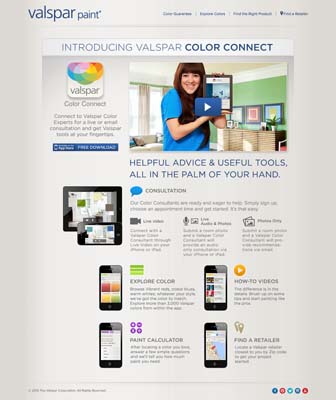 valspar paint
Color Guarantee | Explore Colors | Find the Right Product | Find a Retailer
INTRODUCING VALSPAR COLOR CONNECT
valspar
Color Connect
Connect to Valspar Color
Experts for a live or email
consultation and get Valspar
tools at your fingertips.
App Store
FREE DOWNLOAD
HELPFUL ADVICE & USEFUL TOOLS,
ALL IN THE PALM OF YOUR HAND.
CONSULTATION
Our Color Consultants are ready and eager to help. Simply sign up,
choose an appointment time and get started. It's that easy.
Live Video
Connect with a
Valspar Color
Consultant through
Live Video on your
iPhone or iPad.
Live
Audio & Photos
Submit a room photo
and a Valspar Color
Consultant will
provide an audio
only consultation via
your iPhone or iPad.
Photos Only
Submit a room photo
and a Valspar Color
Consultant will pro-
vide recommenda-
tions via email.
EXPLORE COLOR
Browse vibrant reds, great blues,
warm whites; whatever your style,
we've got the color to match.
Explore more than 3,000 Valspar
colors from within the app.
HOW-TO VIDEOS
The difference is in the
details. Brush up on some
tips and start painting like
the pros.
PAINT CALCULATOR
After locating a color you love,
answer a few simple questions
and we'll tell you how much
paint you need.
FIND A RETAILER
Locate a Valspar retailer
closest to you by Zip code
to get your project
started.
The Valspar Corporation. All Rights Reserved.